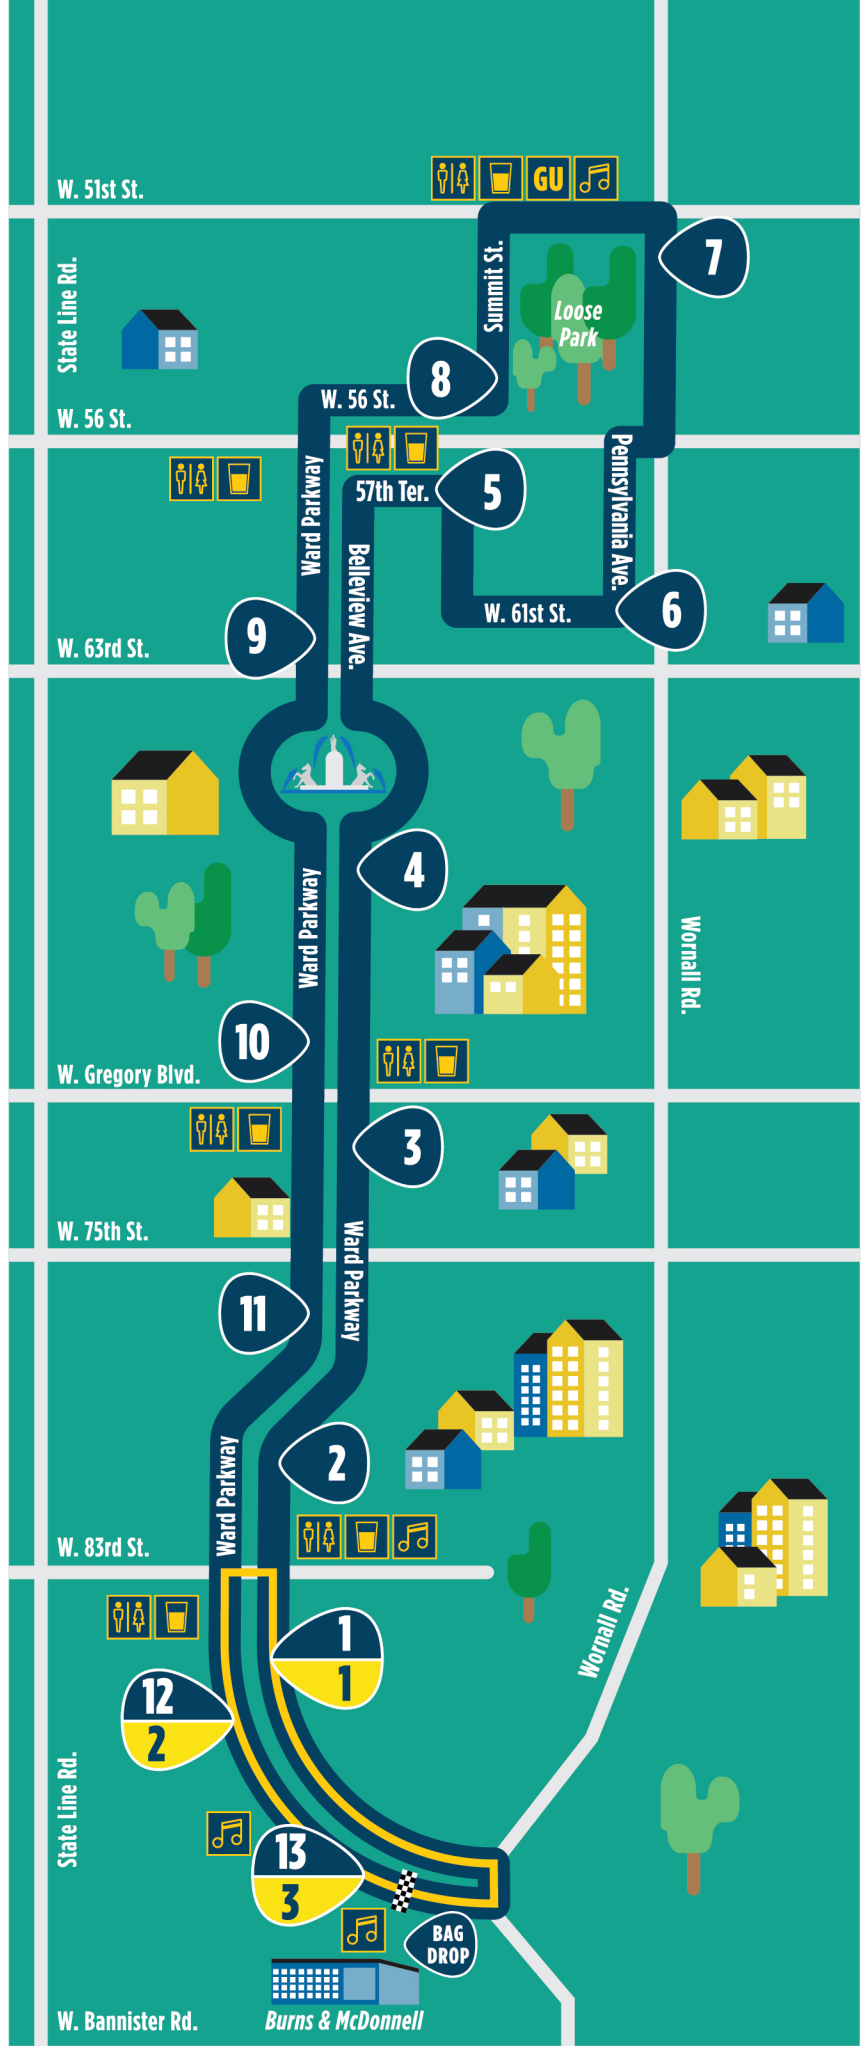 W. 51st St.
GU
State Line Rd.
Summit St.
7
Loose
Park
8
W. 56 St.
W. 56 St.
Ward Parkway
57th Ter.
5
Pennsylvania Ave.
Belleview Ave.
W. 61st St.
6
9
W. 63rd St.
4
Ward Parkway
Wornall Rd.
10
W. Gregory Blvd.
3
W. 75th St.
Ward Parkway
11
Ward Parkway
2
W. 83rd St.
1
1
Wornall Rd.
12
2
State Line Rd.
13
3
BAG
DROP
W. Bannister Rd.
Burns & McDonnell